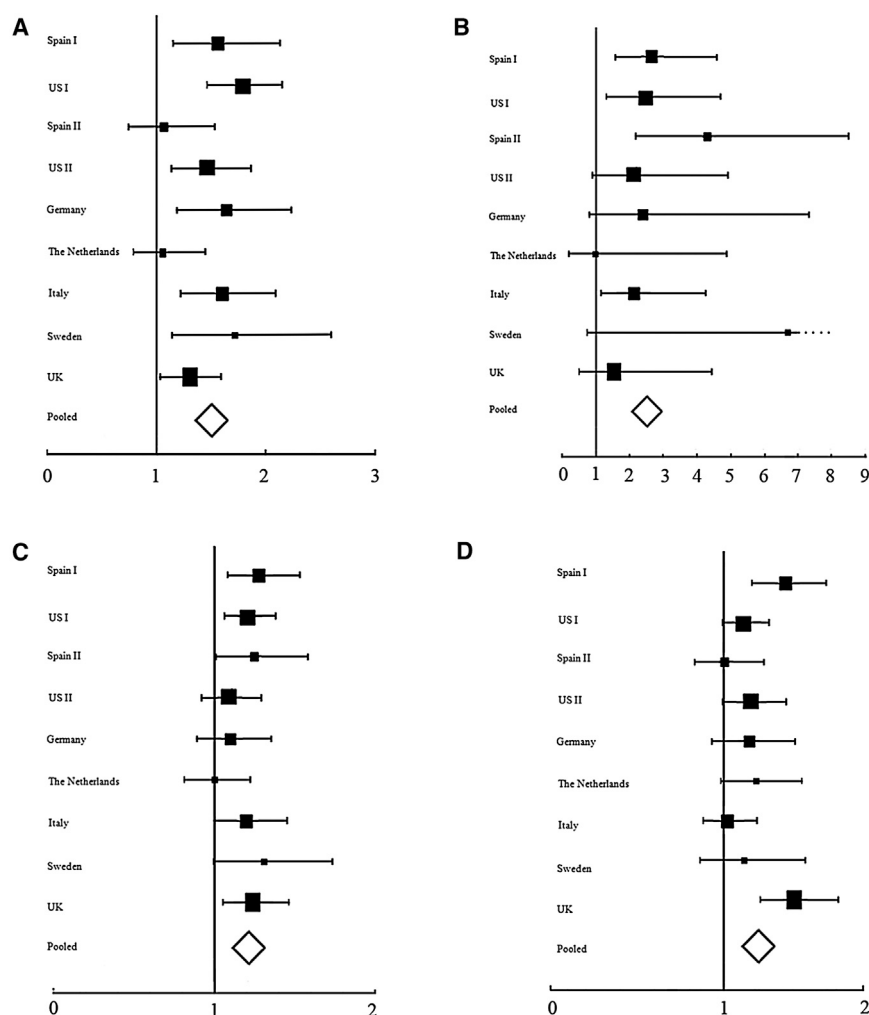 A
Spain I
US I
Spain II
US II
Germany
The Netherlands
Italy
Sweden
UK
Pooled
0 1 2 3
B
Spain I
US I
Spain II
US II
Germany
The Netherlands
Italy
Sweden
UK
Pooled
0 1 2 3 4 5 6 7 8 9
C
Spain I
US I
Spain II
US II
Germany
The Netherlands
Italy
Sweden
UK
Pooled
0 1 2
D
Spain I
US I
Spain II
US II
Germany
The Netherlands
Italy
Sweden
UK
Pooled
0 1 2